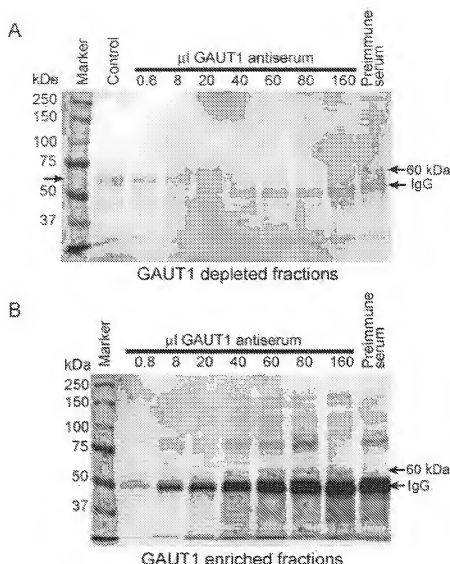 A
µl GAUT1 antiserum
kDa Marker Control 0.8 8 20 40 60 80 160 Preimmune serum
250
150
100
75
50
37
60 kDa
IgG
GAUT1 depleted fractions
B
µl GAUT1 antiserum
kDa Marker 0.8 8 20 40 60 80 160 Preimmune serum
250
150
100
75
50
37
60 kDa
IgG
GAUT1 enriched fractions